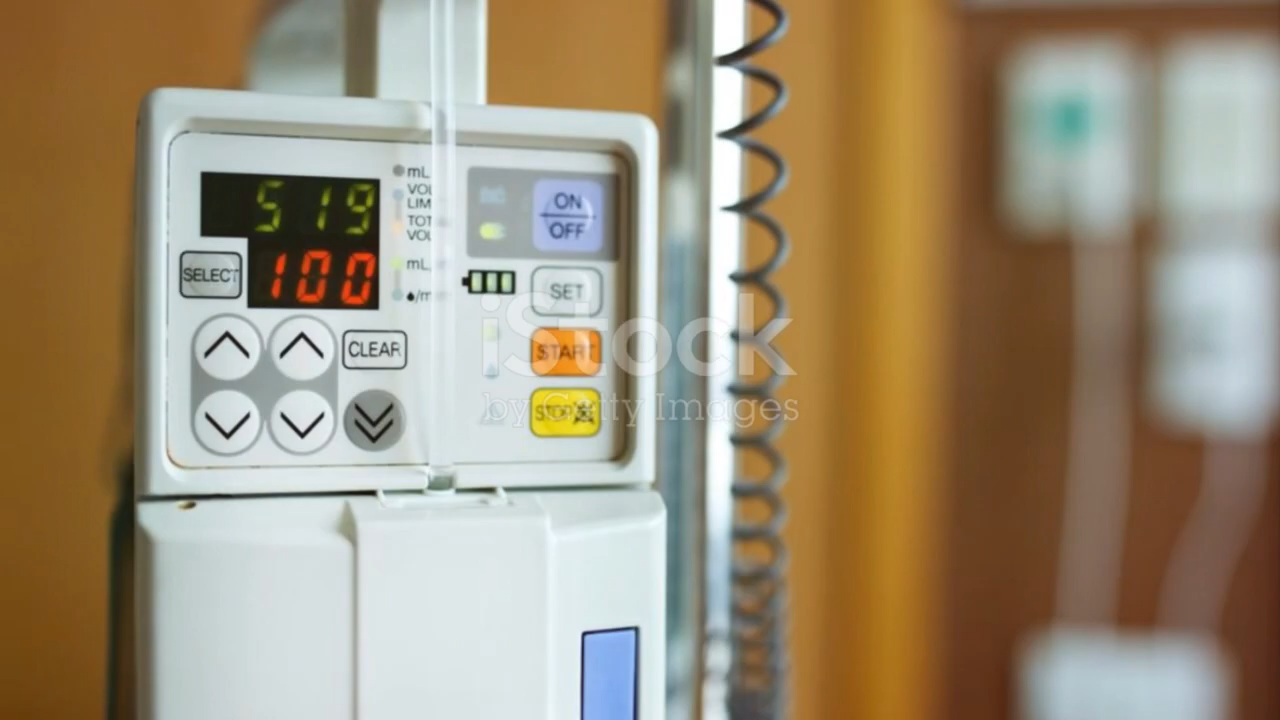 519
100
mL
VOL
LIM
TOT
VOL
mL/
/m
SELECT
CLEAR
ON
OFF
SET
START
STOP
iStock
by Getty Images